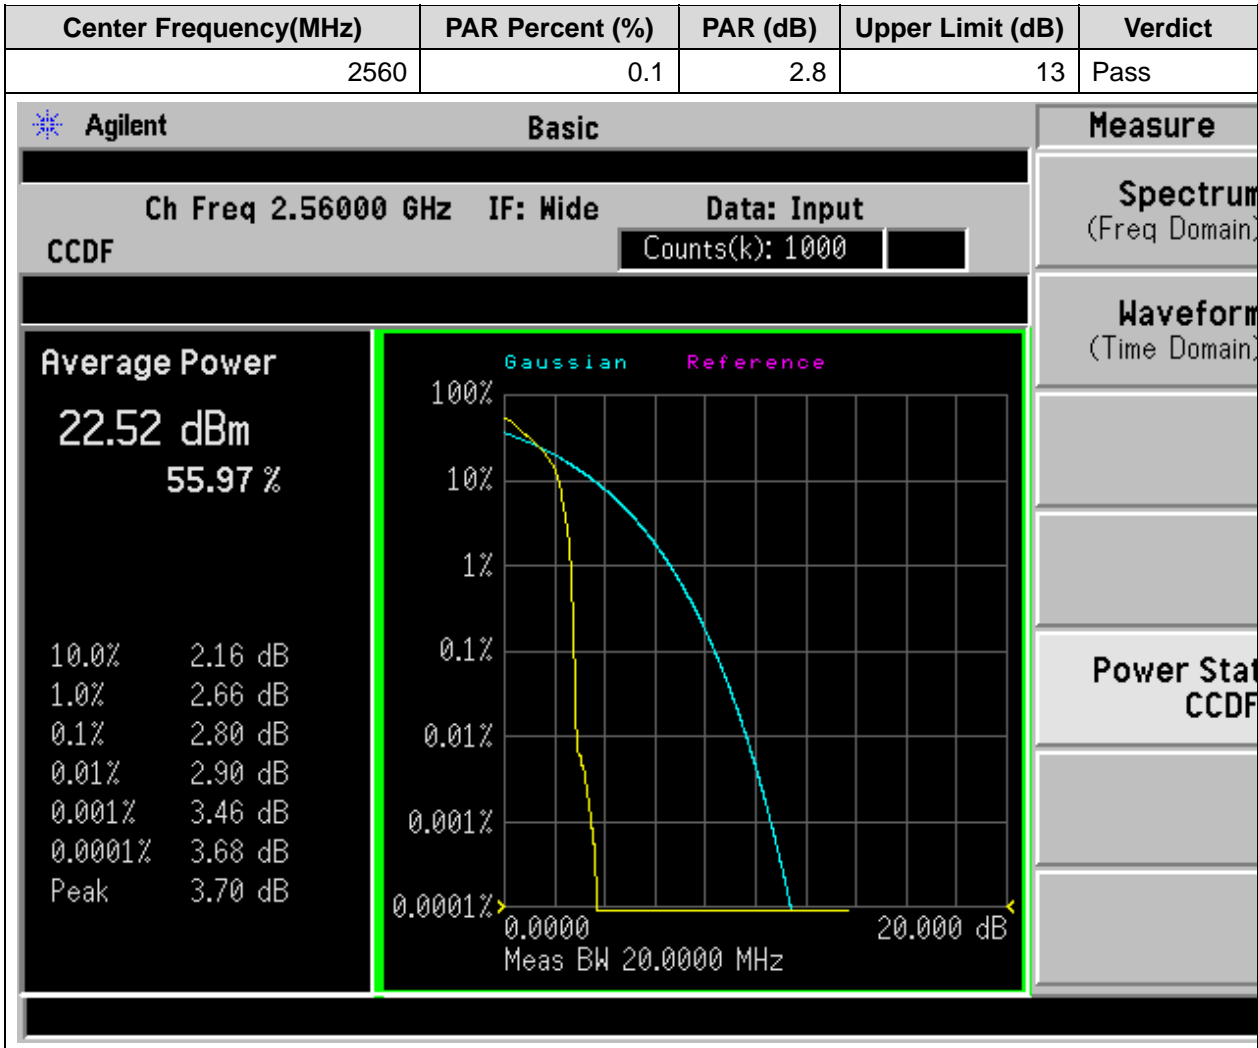 Center Frequency(MHz) PAR Percent (%) PAR (dB) Upper Limit (dB) Verdict
2560 0.1 2.8 13 Pass
Agilent Basic Measure
Ch Freq 2.56000 GHz IF: Wide Data: Input
CCDF Counts(k): 1000
Spectrum
(Freq Domain)
Waveform
(Time Domain)
Power Stat
CCDF
Average Power
22.52 dBm
55.97 %
10.0% 2.16 dB
1.0% 2.66 dB
0.1% 2.80 dB
0.01% 2.90 dB
0.001% 3.46 dB
0.0001% 3.68 dB
Peak 3.70 dB
Gaussian Reference
100%
10%
1%
0.1%
0.01%
0.001%
0.0001%
0.0000 20.000 dB
Meas BW 20.0000 MHz